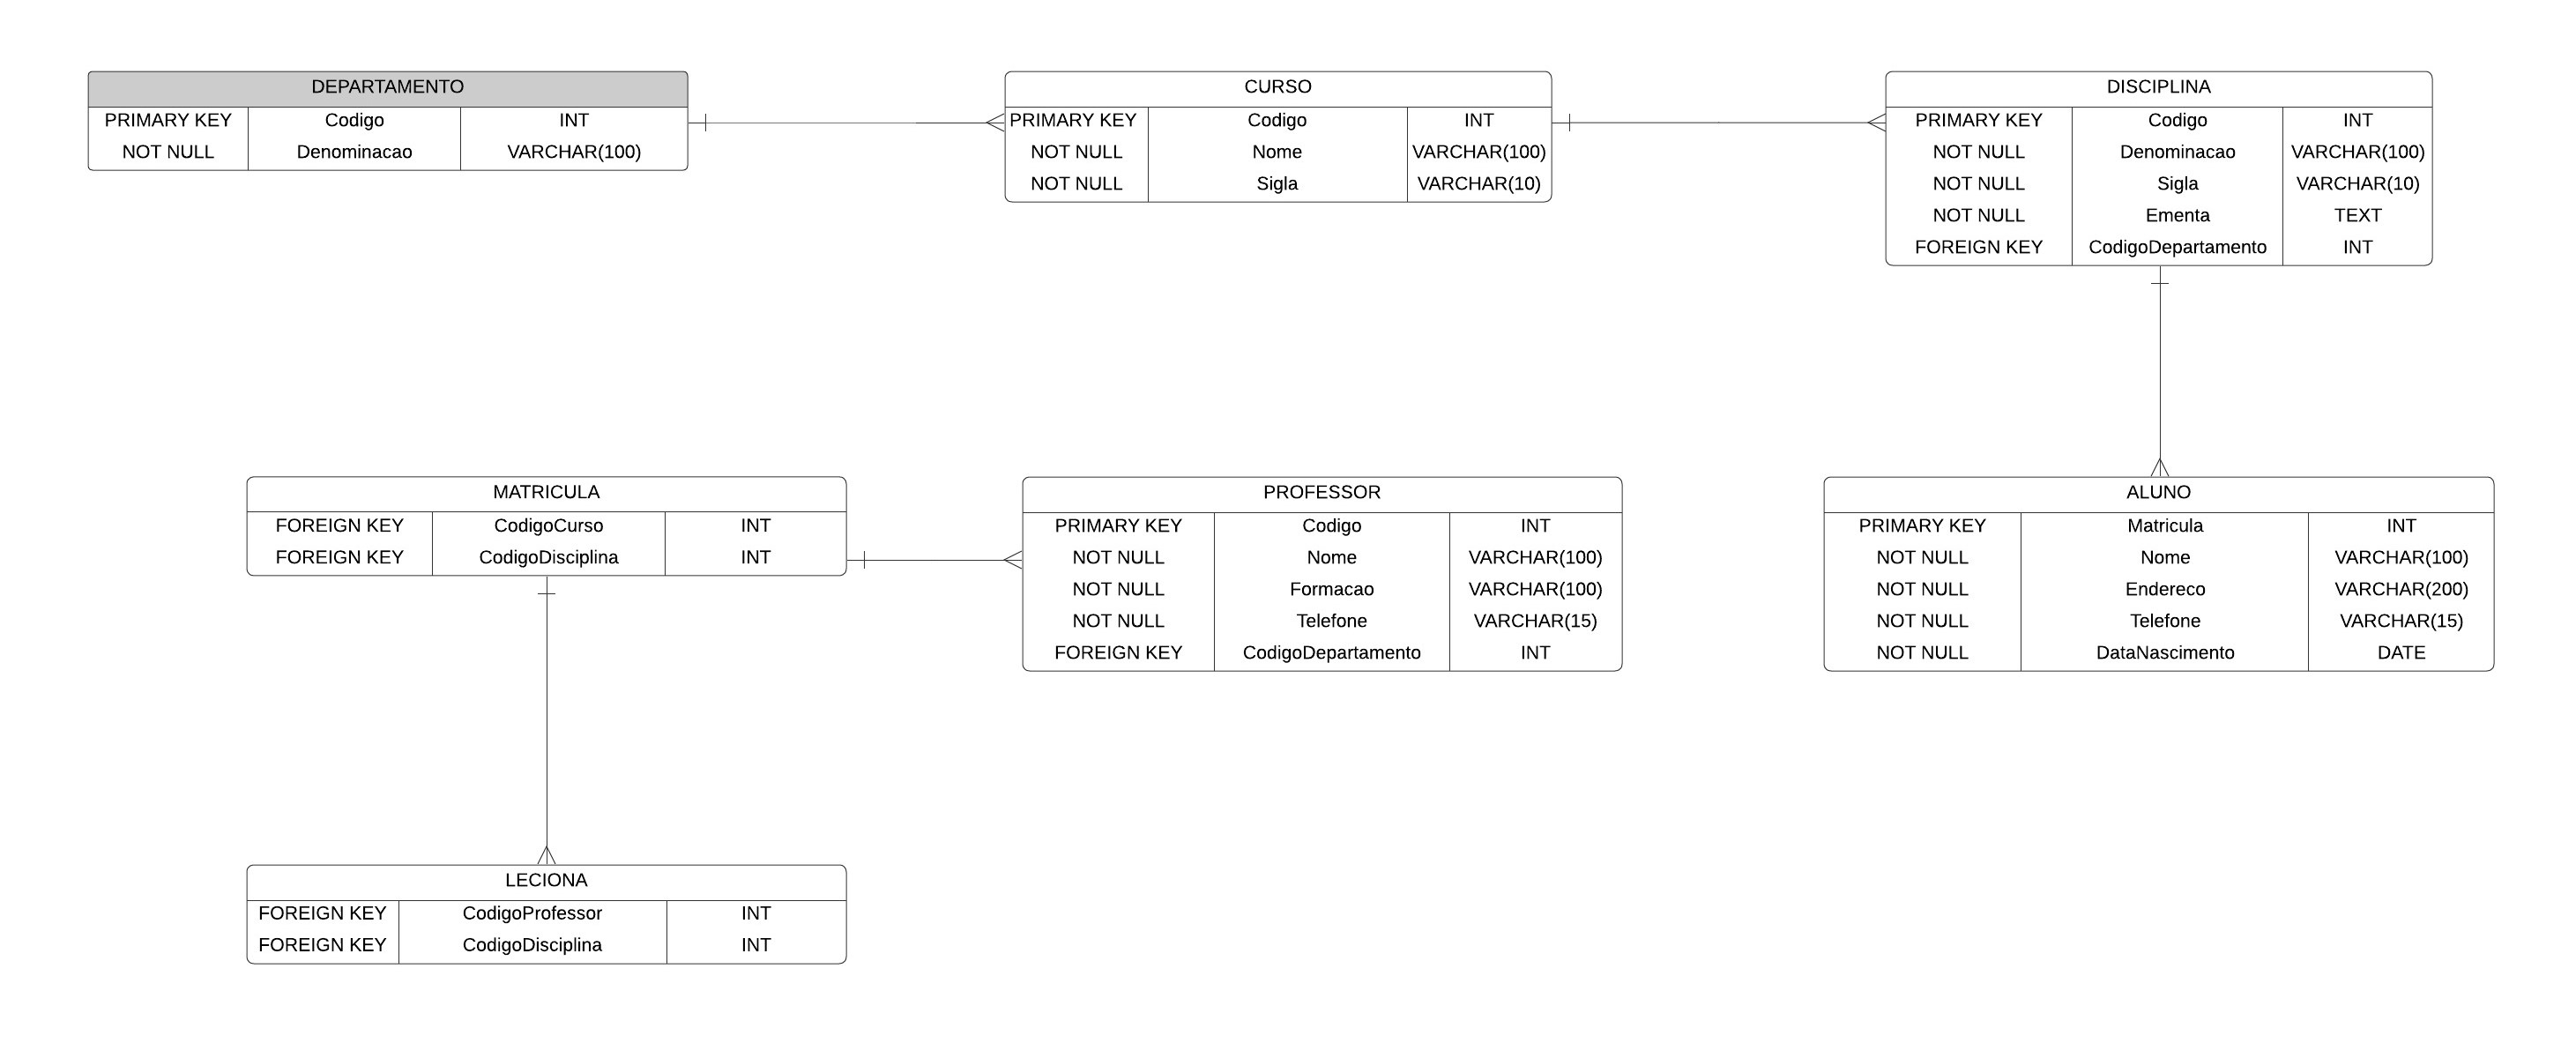 DEPARTAMENTO
PRIMARY KEY Codigo INT
NOT NULL Denominacao VARCHAR(100)
CURSO
PRIMARY KEY Codigo INT
NOT NULL Nome VARCHAR(100)
NOT NULL Sigla VARCHAR(10)
DISCIPLINA
PRIMARY KEY Codigo INT
NOT NULL Denominacao VARCHAR(100)
NOT NULL Sigla VARCHAR(10)
NOT NULL Ementa TEXT
FOREIGN KEY CodigoDepartamento INT
MATRICULA
FOREIGN KEY CodigoCurso INT
FOREIGN KEY CodigoDisciplina INT
PROFESSOR
PRIMARY KEY Codigo INT
NOT NULL Nome VARCHAR(100)
NOT NULL Formacao VARCHAR(100)
NOT NULL Telefone VARCHAR(15)
FOREIGN KEY CodigoDepartamento INT
ALUNO
PRIMARY KEY Matricula INT
NOT NULL Nome VARCHAR(100)
NOT NULL Endereco VARCHAR(200)
NOT NULL Telefone VARCHAR(15)
NOT NULL DataNascimento DATE
LECIONA
FOREIGN KEY CodigoProfessor INT
FOREIGN KEY CodigoDisciplina INT